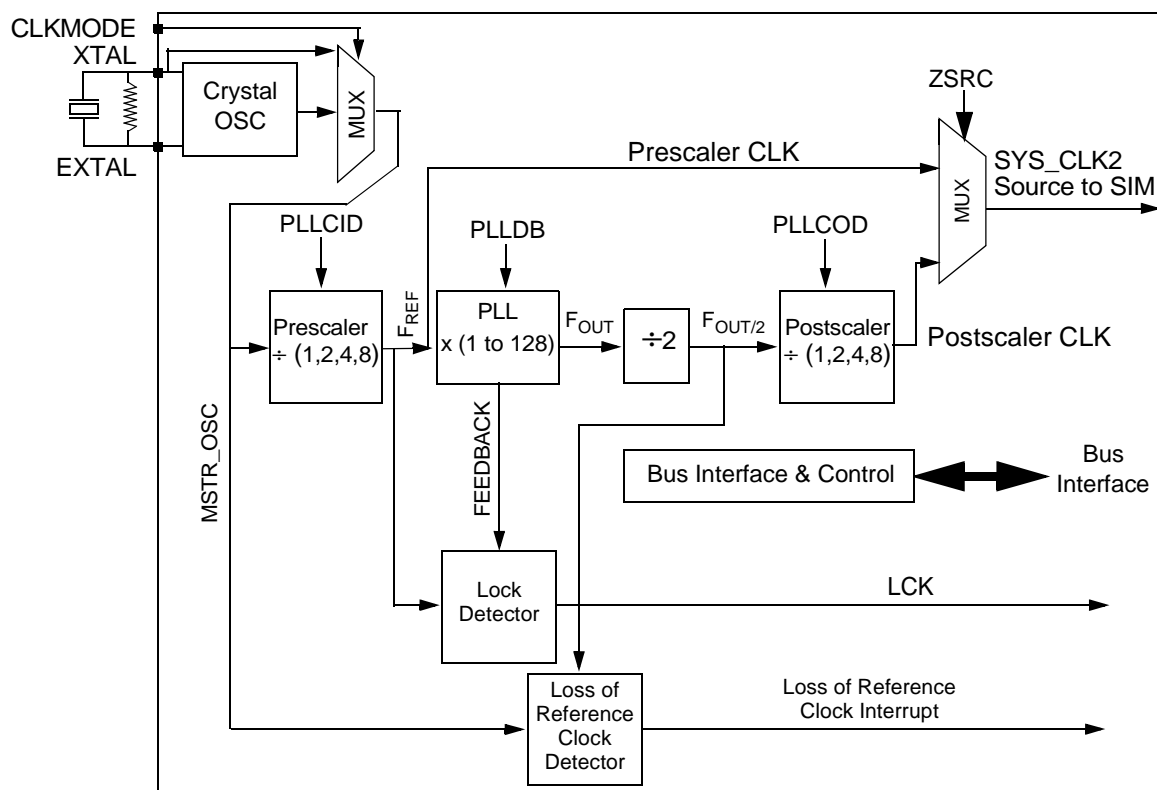 CLKMODE
XTAL
EXTAL
Crystal
OSC
MUX
ZSRC
Prescaler CLK
MUX
SYS_CLK2
Source to SIM
PLLCID
PLLDB
PLLCOD
Prescaler
÷ (1,2,4,8)
FREF
PLL
x (1 to 128)
FOUT
÷2
FOUT/2
Postscaler
÷ (1,2,4,8)
Postscaler CLK
MSTR_OSC
FEEDBACK
Bus Interface & Control
Bus
Interface
Lock
Detector
LCK
Loss of
Reference
Clock
Detector
Loss of Reference
Clock Interrupt